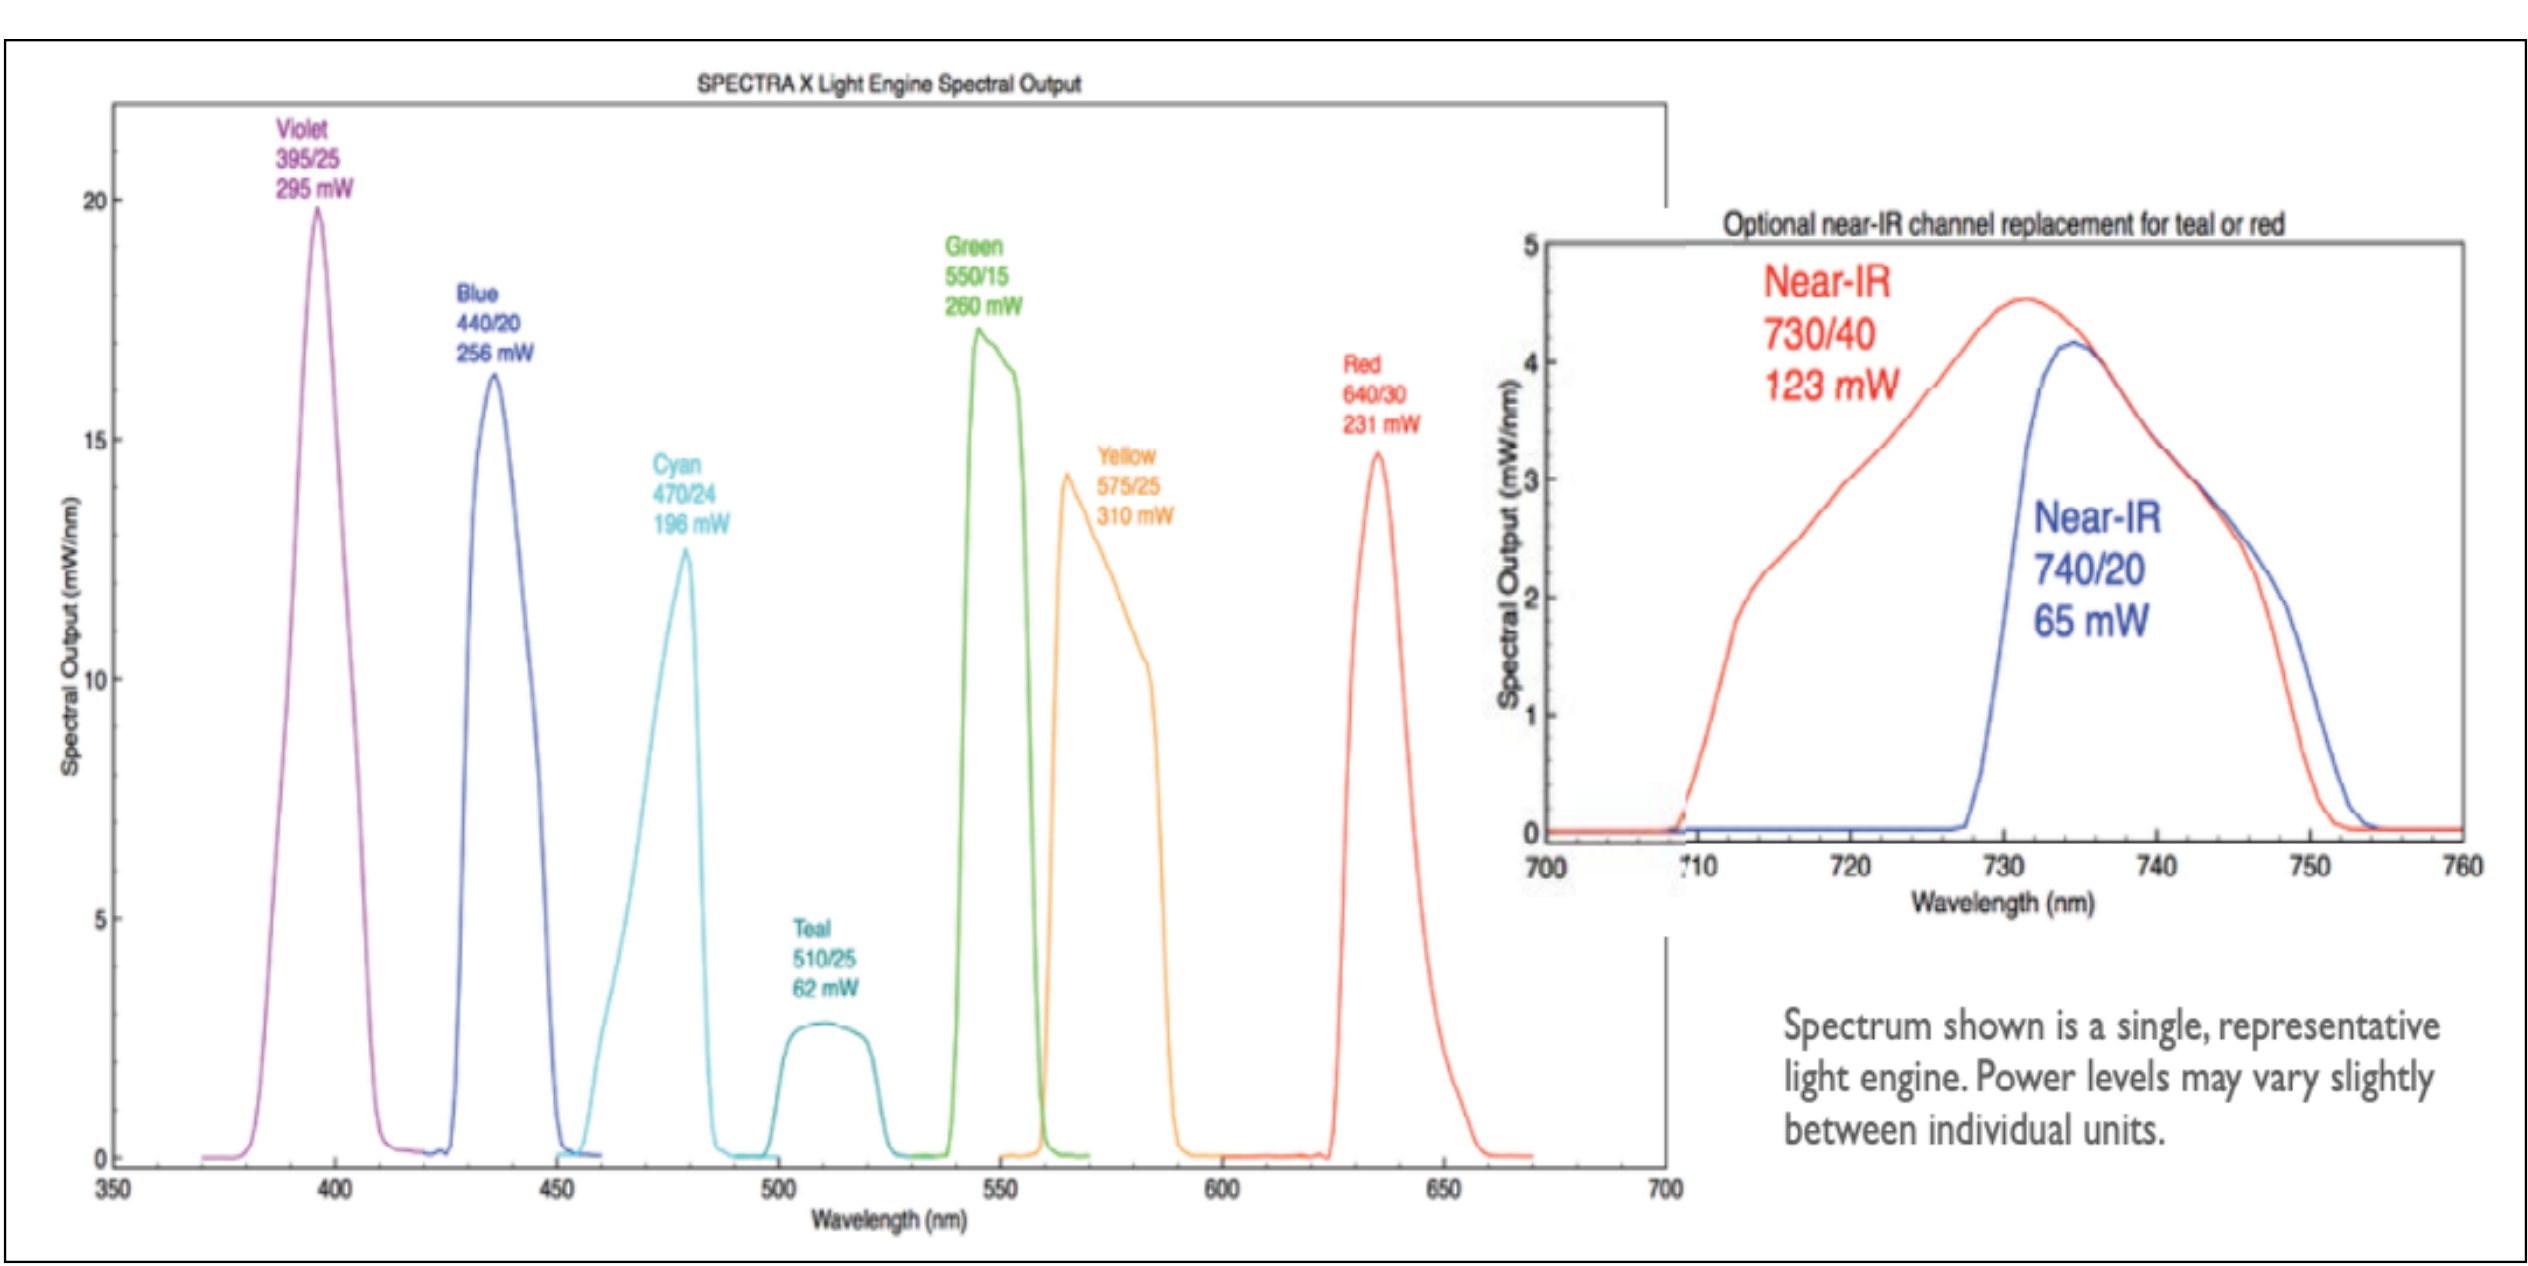 SPECTRA X Light Engine Spectral Output
Violet
395/25
295 mW
Blue
440/20
256 mW
Cyan
470/24
196 mW
Teal
510/25
62 mW
Green
550/15
260 mW
Yellow
575/25
310 mW
Red
640/30
231 mW
Spectral Output (mW/nm)
20
15
10
5
0
350 400 450 500 550 600 650 700
Wavelength (nm)
Optional near-IR channel replacement for teal or red
Near-IR
730/40
123 mW
Near-IR
740/20
65 mW
Spectral Output (mW/nm)
5
4
3
2
1
0
700 710 720 730 740 750 760
Wavelength (nm)
Spectrum shown is a single, representative
light engine. Power levels may vary slightly
between individual units.